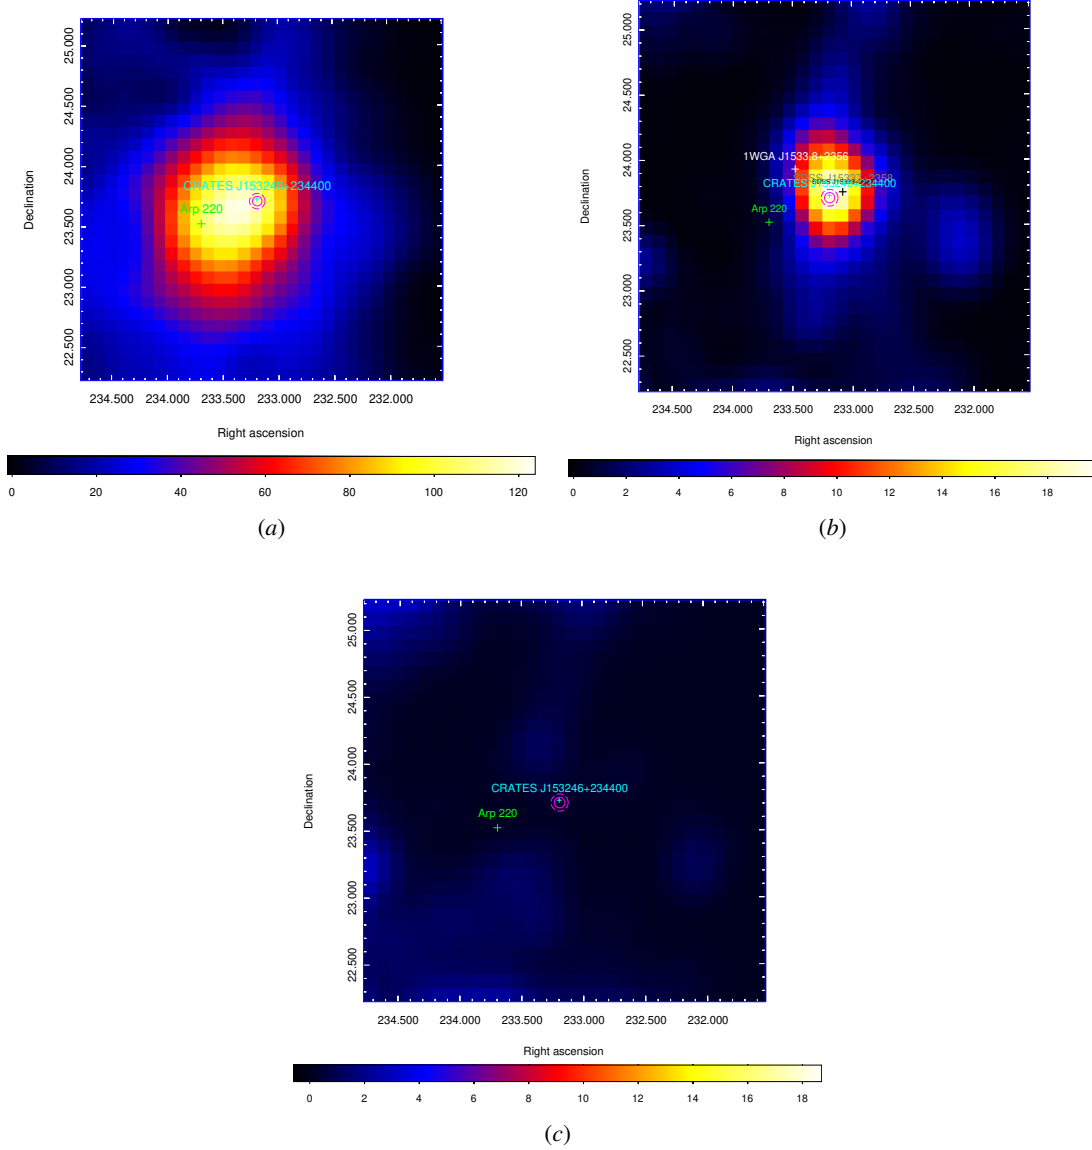 25.000
24.500
24.000
23.500
23.000
22.500
Declination
CRATES J153246+234400
Arp 220
234.500 234.000 233.500 233.000 232.500 232.000
Right ascension
0 20 40 60 80 100 120
(a)
25.000
24.500
24.000
23.500
23.000
22.500
Declination
1WGA J1533.8+2356
CRATES J153246+234400
Arp 220
234.500 234.000 233.500 233.000 232.500 232.000
Right ascension
0 2 4 6 8 10 12 14 16 18
(b)
25.000
24.500
24.000
23.500
23.000
22.500
Declination
CRATES J153246+234400
Arp 220
234.500 234.000 233.500 233.000 232.500 232.000
Right ascension
0 2 4 6 8 10 12 14 16 18
(c)